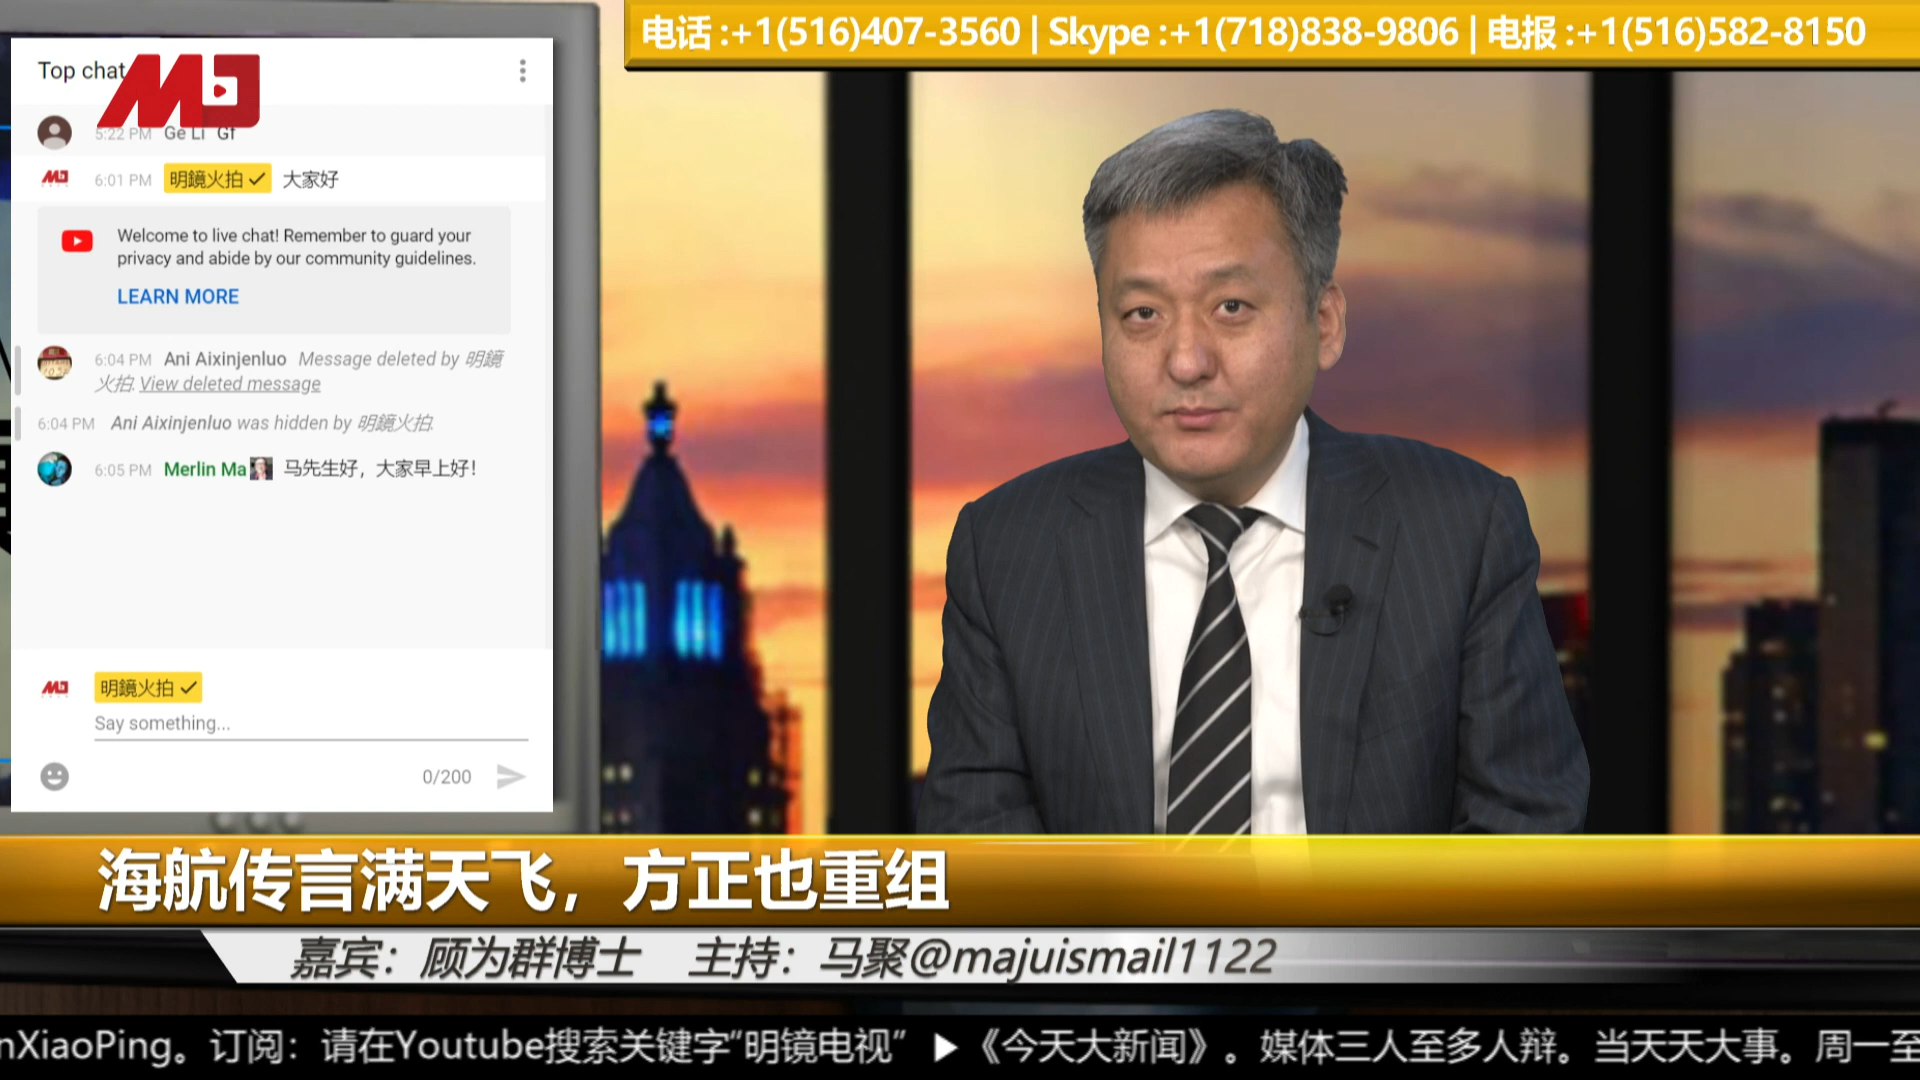 电话 :+1(516)407-3560 | Skype :+1(718)838-9806 | 电报 :+1(516)582-8150
Top chat
MJ
5:22 PM Ge Li Gf
6:01 PM 明鏡火拍 ✓ 大家好
Welcome to live chat! Remember to guard your
privacy and abide by our community guidelines.
LEARN MORE
6:04 PM Ani Aixinjenluo Message deleted by 明鏡
火拍. View deleted message
6:04 PM Ani Aixinjenluo was hidden by 明鏡火拍.
6:05 PM Merlin Ma 马先生好，大家早上好！
明鏡火拍 ✓
Say something...
0/200
海航传言满天飞，方正也重组
嘉宾：顾为群博士 主持：马聚@majuismail1122
nXiaoPing。订阅：请在Youtube搜索关键字“明镜电视” ▶《今天大新闻》。媒体三人至多人辩。当天天大事。周一至